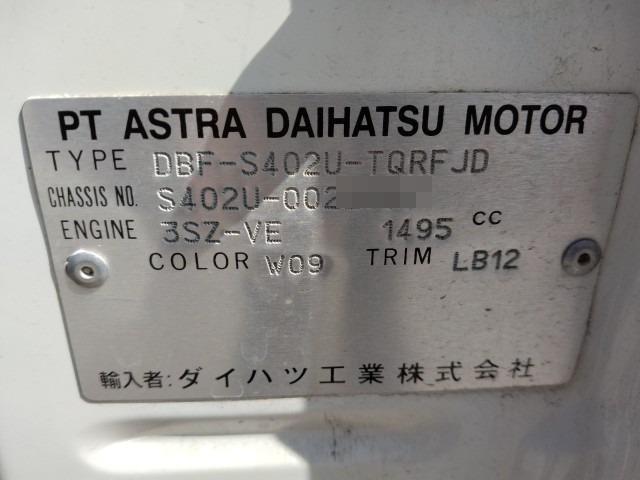 PT ASTRA DAIHATSU MOTOR
TYPE DBF-S402U-TQRFJD
CHASSIS NO. S402U-002
ENGINE 3SZ-VE 1495 CC
COLOR W09 TRIM LB12
輸入者: ダイハツ工業株式会社